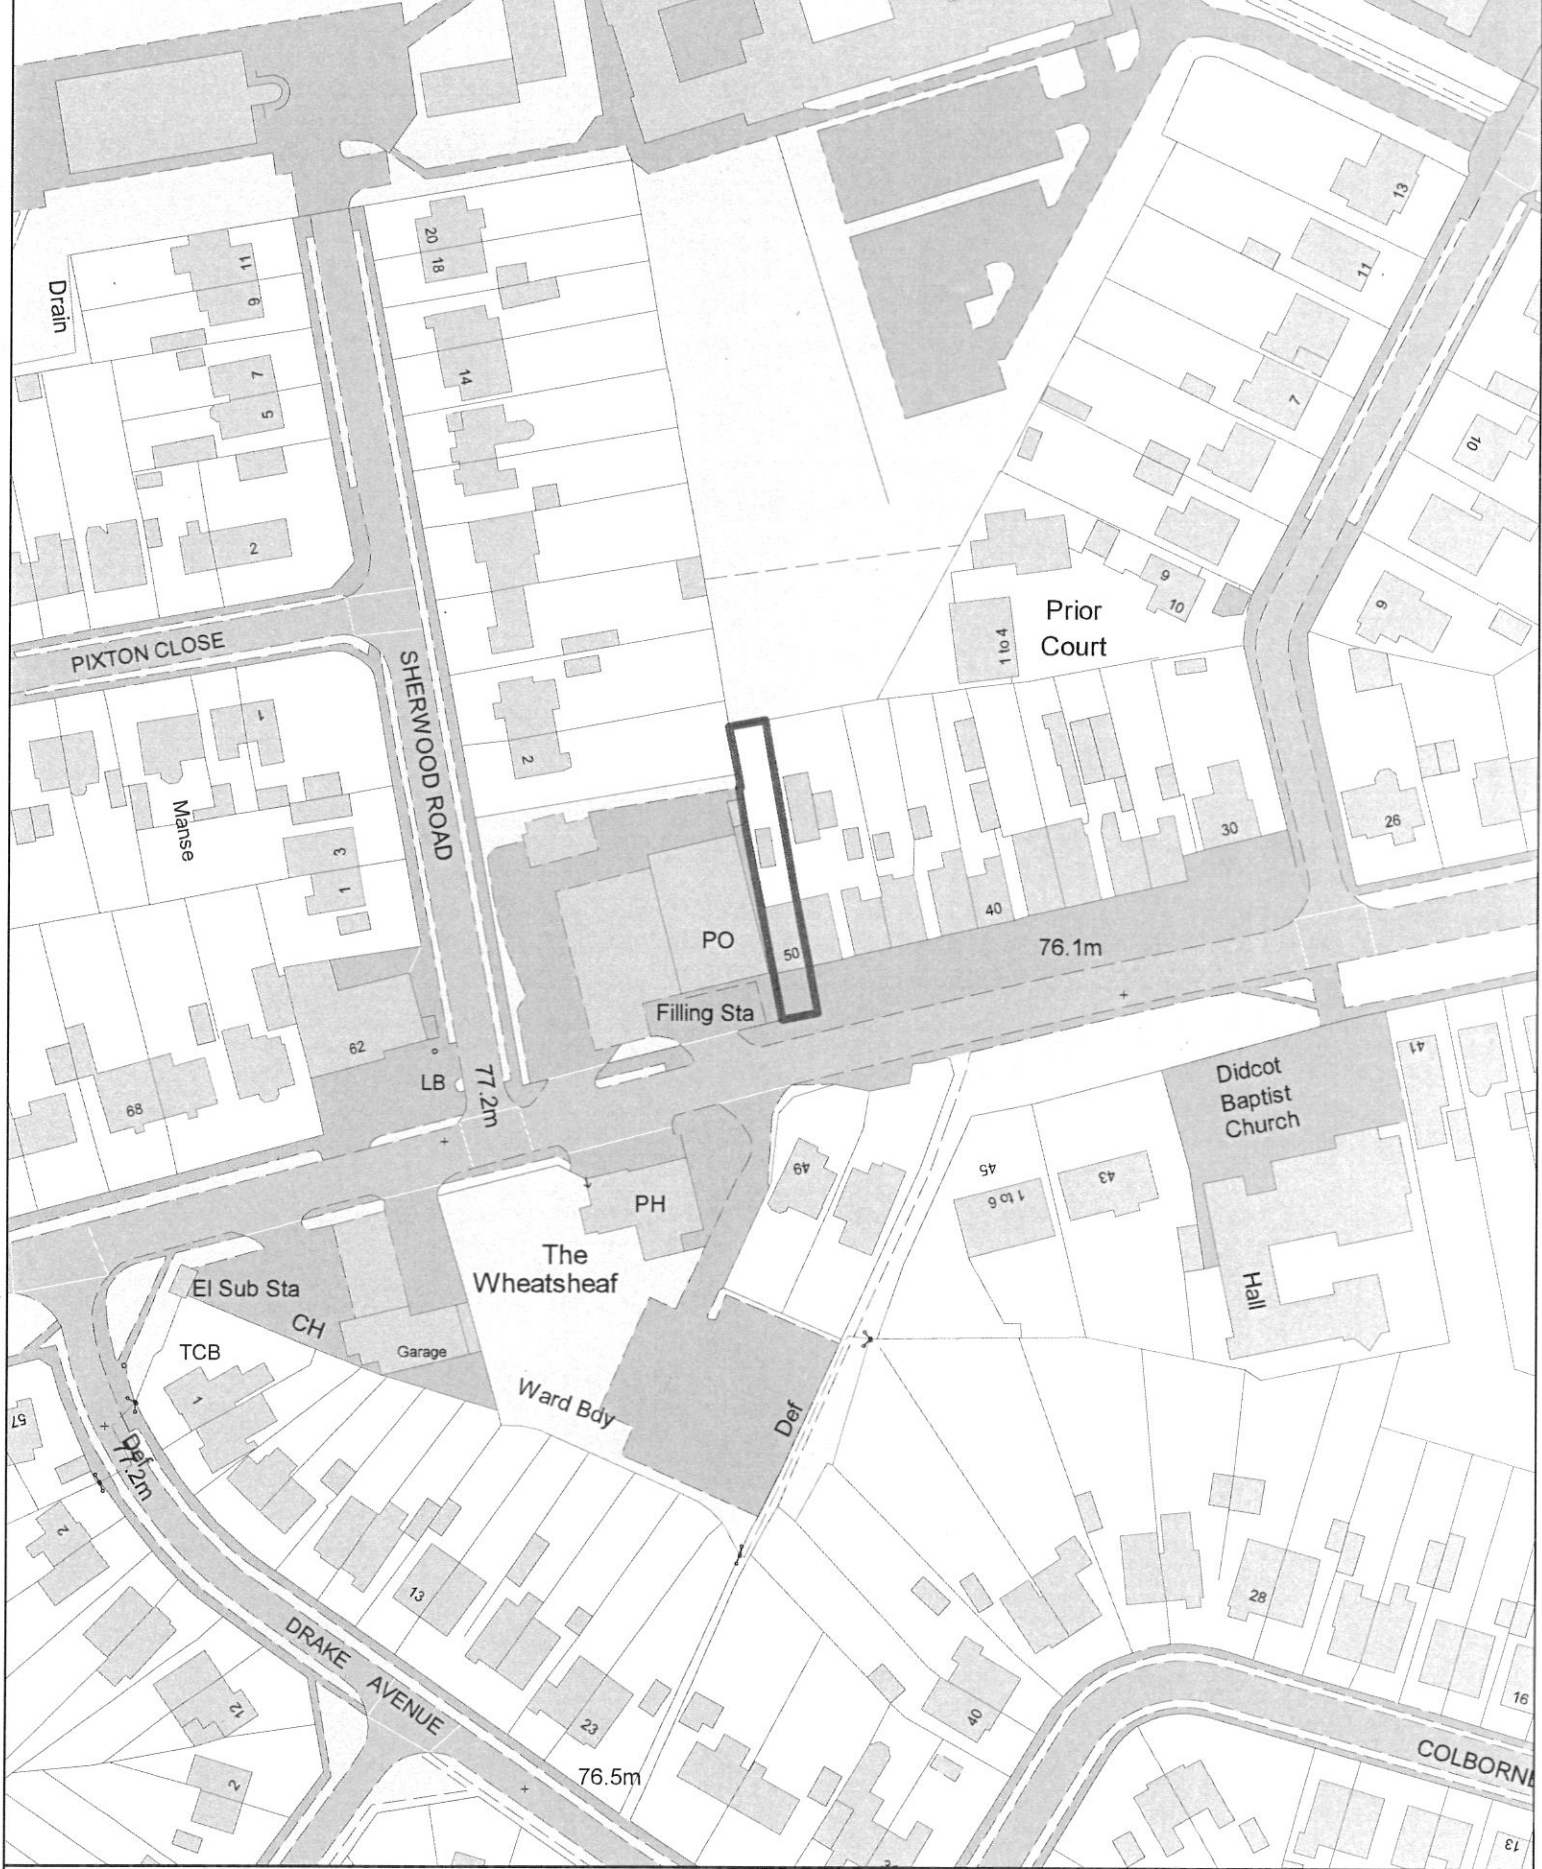 13
20
11
18
11
9
Drain
7
14
7
5
10
2
9
9
10
Prior
Court
1 to 4
PIXTON CLOSE
SHERWOOD ROAD
1
2
Manse
3
1
30
26
40
PO
50
76.1m
Filling Sta
62
LB
77.2m
68
Didcot
Baptist
Church
41
49
45
1 to 6
43
PH
The
Wheatsheaf
El Sub Sta
CH
Hall
Garage
TCB
1
Ward Bdy
Def
57
Def
77.2m
2
13
28
DRAKE AVENUE
12
23
40
16
2
76.5m
COLBORNE
13